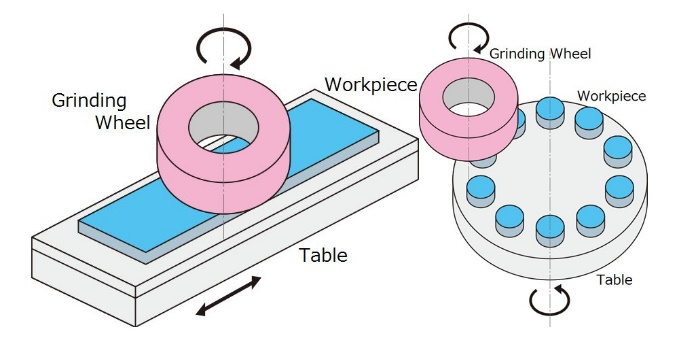 Grinding
Wheel
Workpiece
Table
Grinding Wheel
Workpiece
Table